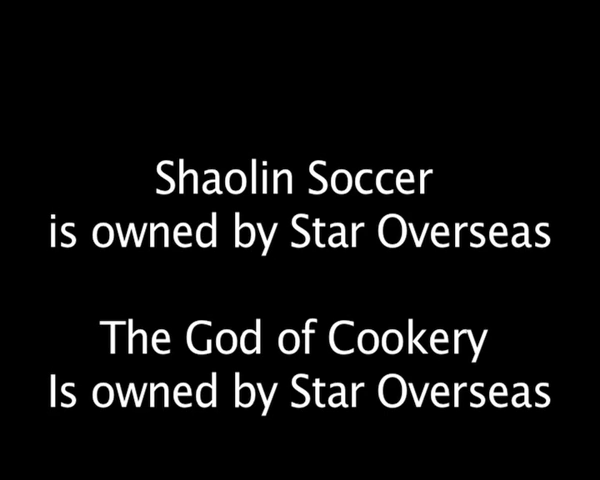 Shaolin Soccer
is owned by Star Overseas
The God of Cookery
Is owned by Star Overseas